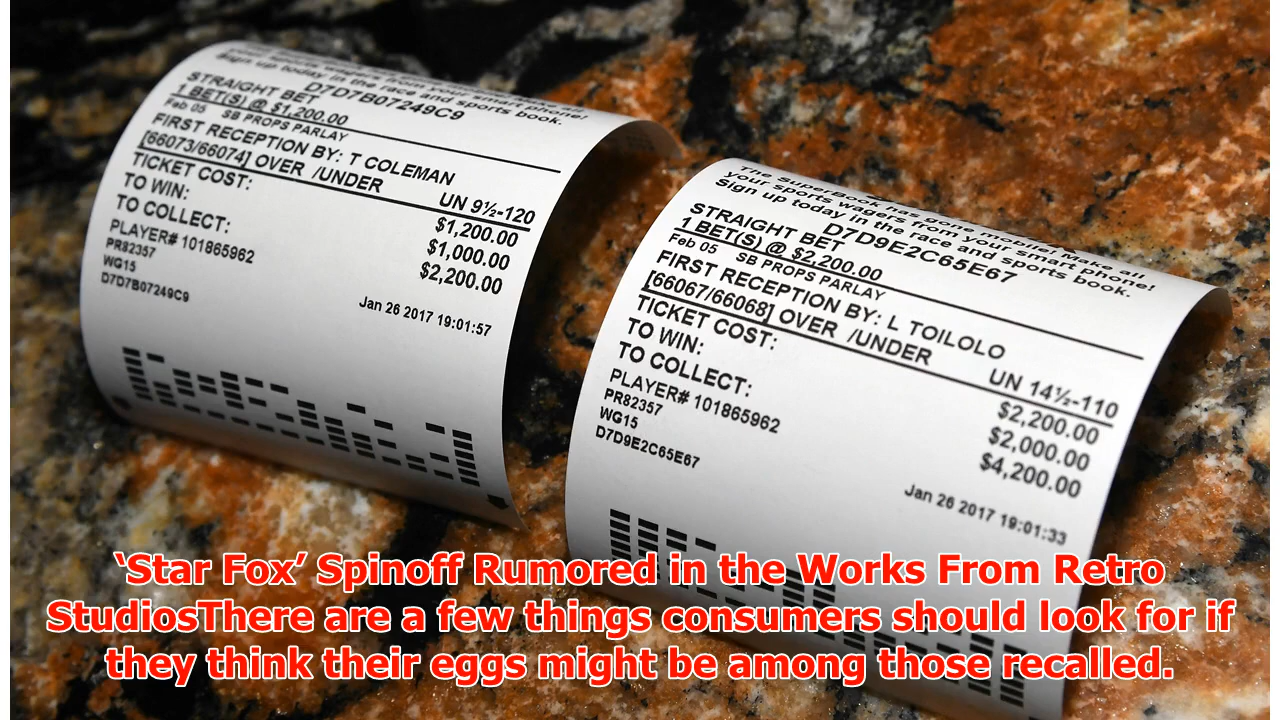 Sign up today in the race and sports book.
D7D7B07249C9
STRAIGHT BET
1 BET(S) @ $1,200.00
Feb 05 SB PROPS PARLAY
FIRST RECEPTION BY: T COLEMAN
[66073/66074] OVER /UNDER
UN 9½-120
TICKET COST: $1,200.00
TO WIN: $1,000.00
TO COLLECT: $2,200.00
PLAYER# 101865962
PR82357
WG15
D7D7B07249C9
Jan 26 2017 19:01:57
The SuperBook has gone mobile! Make all
your sports wagers from your smart phone!
Sign up today in the race and sports book.
D7D9E2C65E67
STRAIGHT BET
1 BET(S) @ $2,200.00
Feb 05 SB PROPS PARLAY
FIRST RECEPTION BY: L TOILOLO
[66067/66068] OVER /UNDER
UN 14½-110
TICKET COST: $2,200.00
TO WIN: $2,000.00
TO COLLECT: $4,200.00
PLAYER# 101865962
PR82357
WG15
D7D9E2C65E67
Jan 26 2017 19:01:33
‘Star Fox’ Spinoff Rumored in the Works From Retro
StudiosThere are a few things consumers should look for if
they think their eggs might be among those recalled.